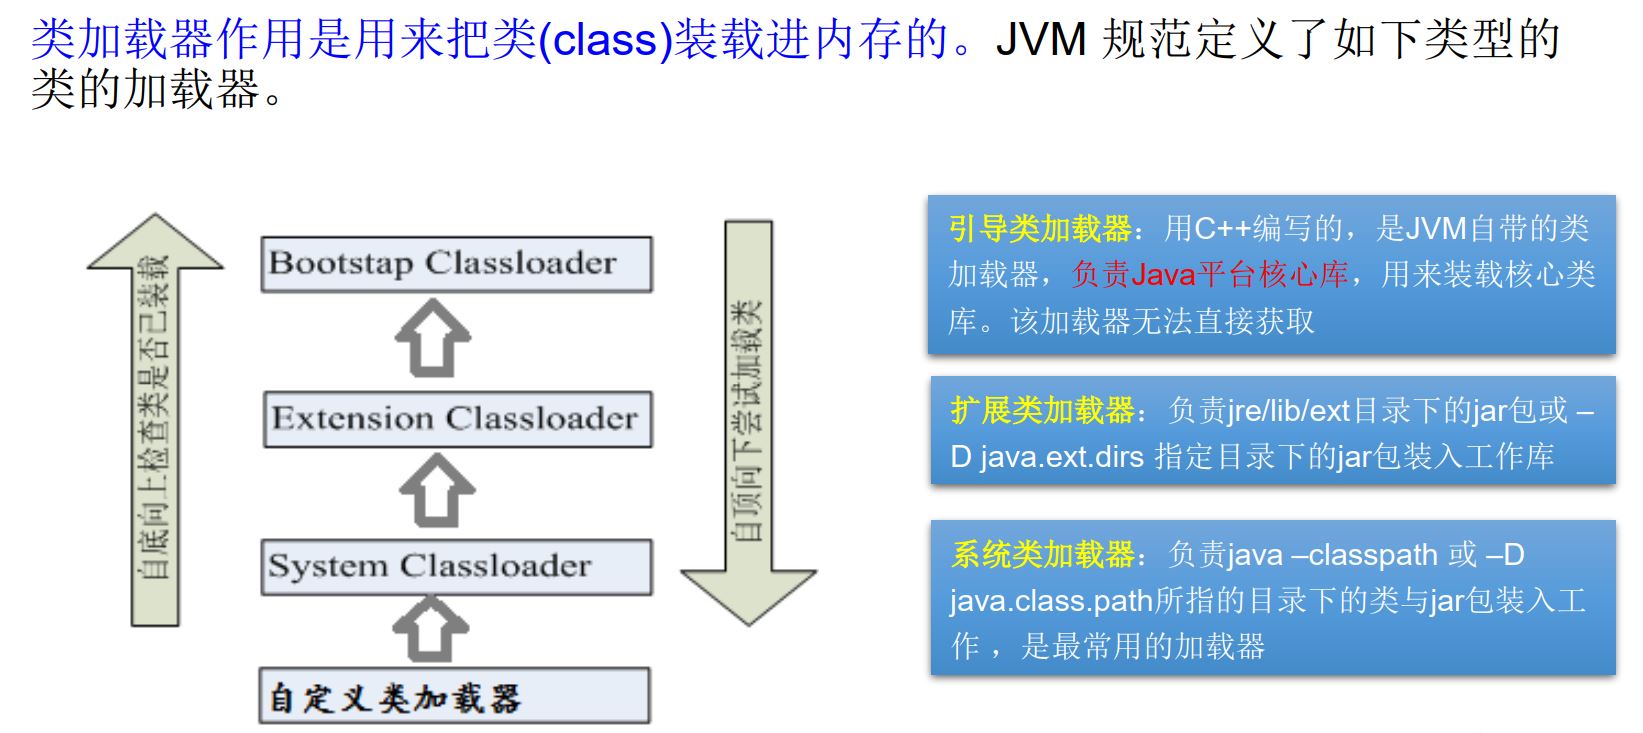 类加载器作用是用来把类(class)装载进内存的。JVM 规范定义了如下类型的
类的加载器。
自底向上检查类是否已装载
Bootstap Classloader
Extension Classloader
System Classloader
自定义类加载器
自顶向下尝试加载类
引导类加载器：用C++编写的，是JVM自带的类
加载器，负责Java平台核心库，用来装载核心类
库。该加载器无法直接获取
扩展类加载器：负责jre/lib/ext目录下的jar包或 –
D java.ext.dirs 指定目录下的jar包装入工作库
系统类加载器：负责java –classpath 或 –D
java.class.path所指的目录下的类与jar包装入工
作 ，是最常用的加载器